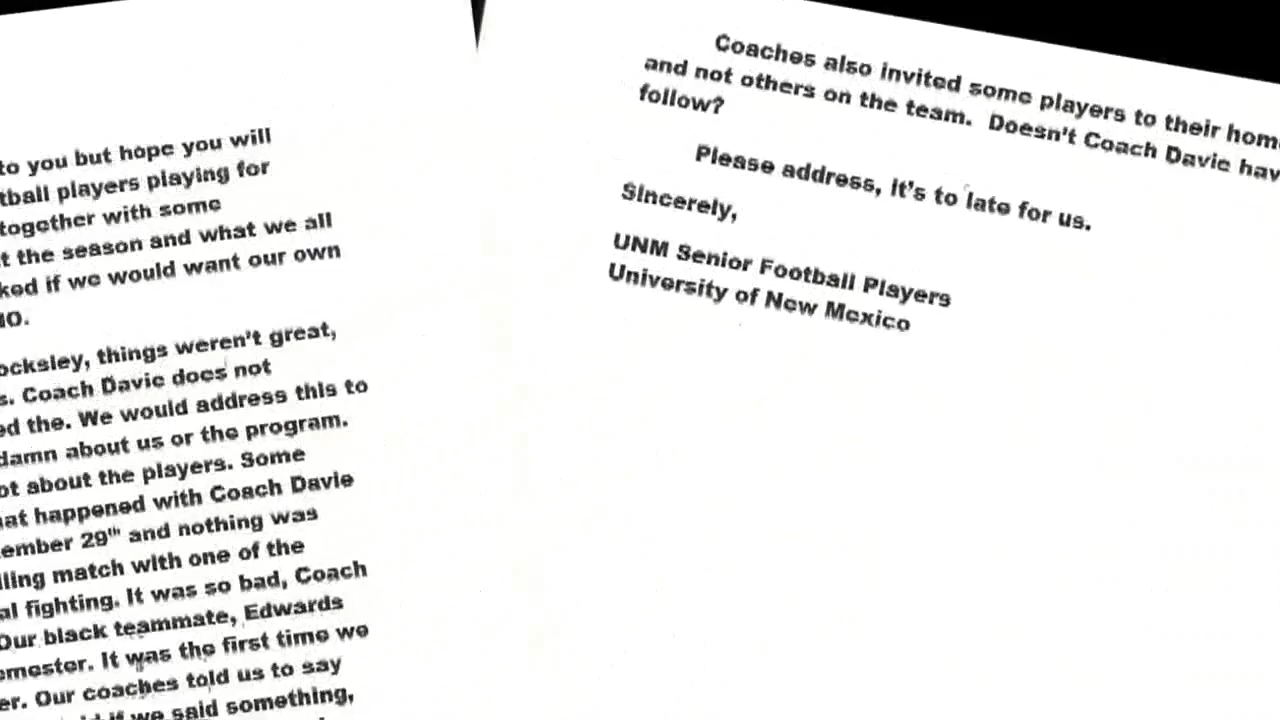 to you but hope you will
tball players playing for
together with some
t the season and what we all
ked if we would want our own
NO.
ocksley, things weren't great,
s. Coach Davie does not
ed the. We would address this to
damn about us or the program.
ot about the players. Some
hat happened with Coach Davie
ember 29th and nothing was
lling match with one of the
al fighting. It was so bad, Coach
Our black teammate, Edwards
emester. It was the first time we
er. Our coaches told us to say
if we said something,
Coaches also invited some players to their home
and not others on the team. Doesn't Coach Davie hav
follow?
Please address, it's to late for us.
Sincerely,
UNM Senior Football Players
University of New Mexico